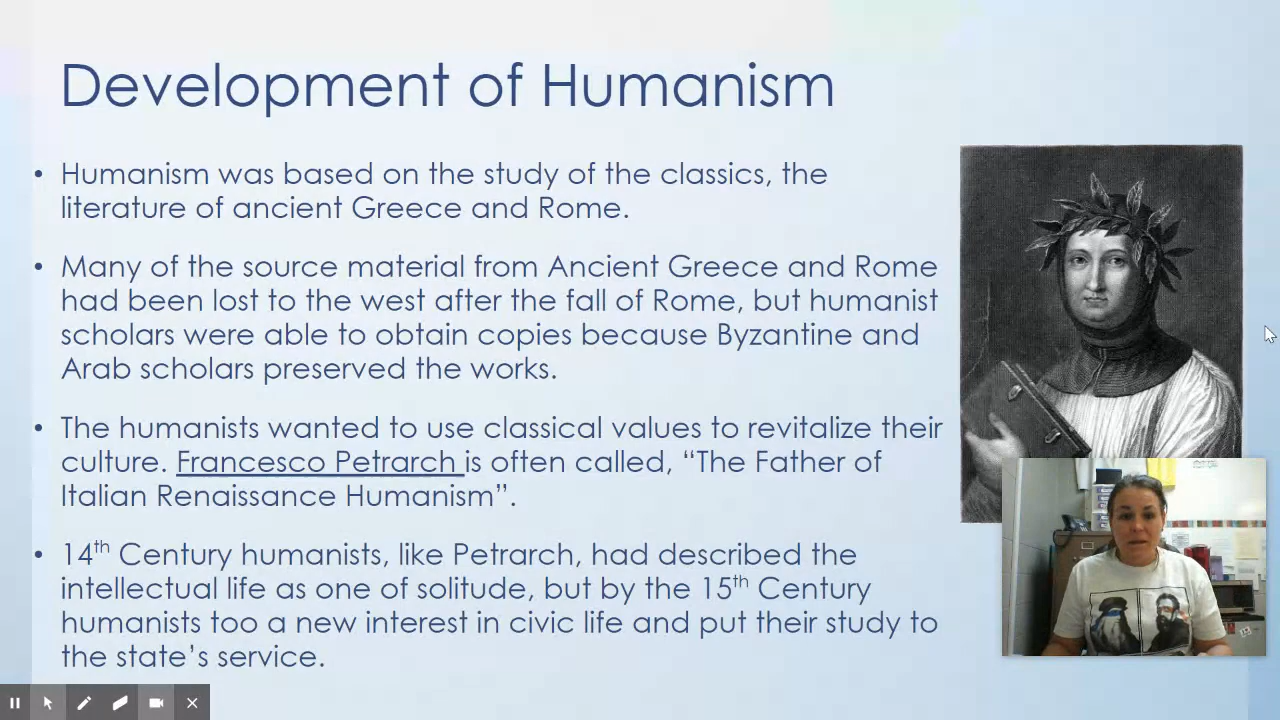 Development of Humanism
• Humanism was based on the study of the classics, the
literature of ancient Greece and Rome.
• Many of the source material from Ancient Greece and Rome
had been lost to the west after the fall of Rome, but humanist
scholars were able to obtain copies because Byzantine and
Arab scholars preserved the works.
• The humanists wanted to use classical values to revitalize their
culture. Francesco Petrarch is often called, “The Father of
Italian Renaissance Humanism”.
• 14th Century humanists, like Petrarch, had described the
intellectual life as one of solitude, but by the 15th Century
humanists too a new interest in civic life and put their study to
the state’s service.